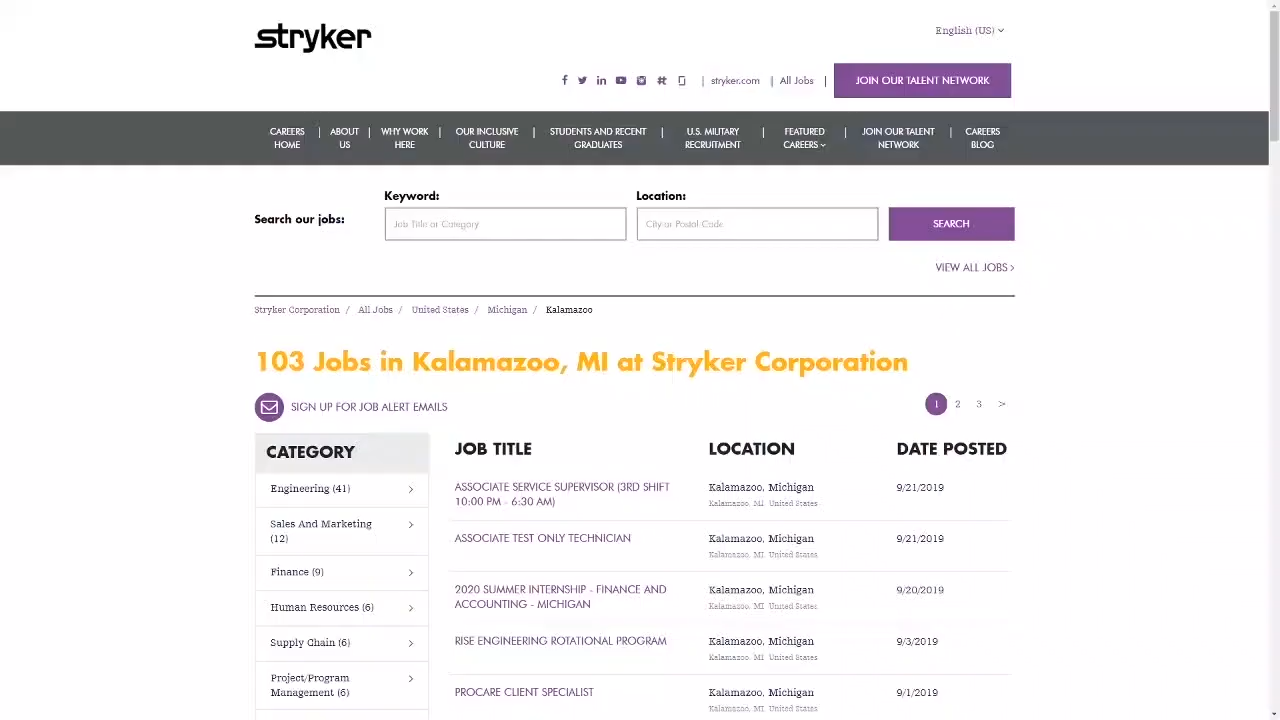 stryker
English (US)
stryker.com | All Jobs | JOIN OUR TALENT NETWORK
CAREERS HOME | ABOUT US | WHY WORK HERE | OUR INCLUSIVE CULTURE | STUDENTS AND RECENT GRADUATES | U.S. MILITARY RECRUITMENT | FEATURED CAREERS | JOIN OUR TALENT NETWORK | CAREERS BLOG
Keyword: Location:
Search our jobs: Job Title or Category City or Postal Code SEARCH
VIEW ALL JOBS >
Stryker Corporation / All Jobs / United States / Michigan / Kalamazoo
103 Jobs in Kalamazoo, MI at Stryker Corporation
SIGN UP FOR JOB ALERT EMAILS 1 2 3 >
CATEGORY
Engineering (41)
Sales And Marketing
(12)
Finance (9)
Human Resources (6)
Supply Chain (6)
Project/Program
Management (6)
JOB TITLE LOCATION DATE POSTED
ASSOCIATE SERVICE SUPERVISOR (3RD SHIFT Kalamazoo, Michigan 9/21/2019
10:00 PM - 6:30 AM) Kalamazoo, MI United States
ASSOCIATE TEST ONLY TECHNICIAN Kalamazoo, Michigan 9/21/2019
Kalamazoo, MI United States
2020 SUMMER INTERNSHIP - FINANCE AND Kalamazoo, Michigan 9/20/2019
ACCOUNTING - MICHIGAN Kalamazoo, MI United States
RISE ENGINEERING ROTATIONAL PROGRAM Kalamazoo, Michigan 9/3/2019
Kalamazoo, MI United States
PROCARE CLIENT SPECIALIST Kalamazoo, Michigan 9/1/2019
Kalamazoo, MI United States